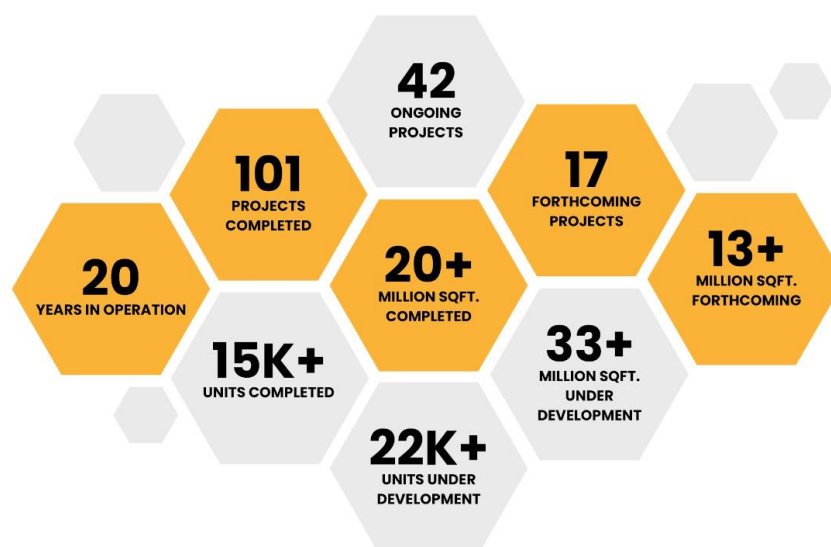 42
ONGOING
PROJECTS
101
PROJECTS
COMPLETED
17
FORTHCOMING
PROJECTS
20
YEARS IN OPERATION
20+
MILLION SQFT.
COMPLETED
13+
MILLION SQFT.
FORTHCOMING
15K+
UNITS COMPLETED
33+
MILLION SQFT.
UNDER
DEVELOPMENT
22K+
UNITS UNDER
DEVELOPMENT